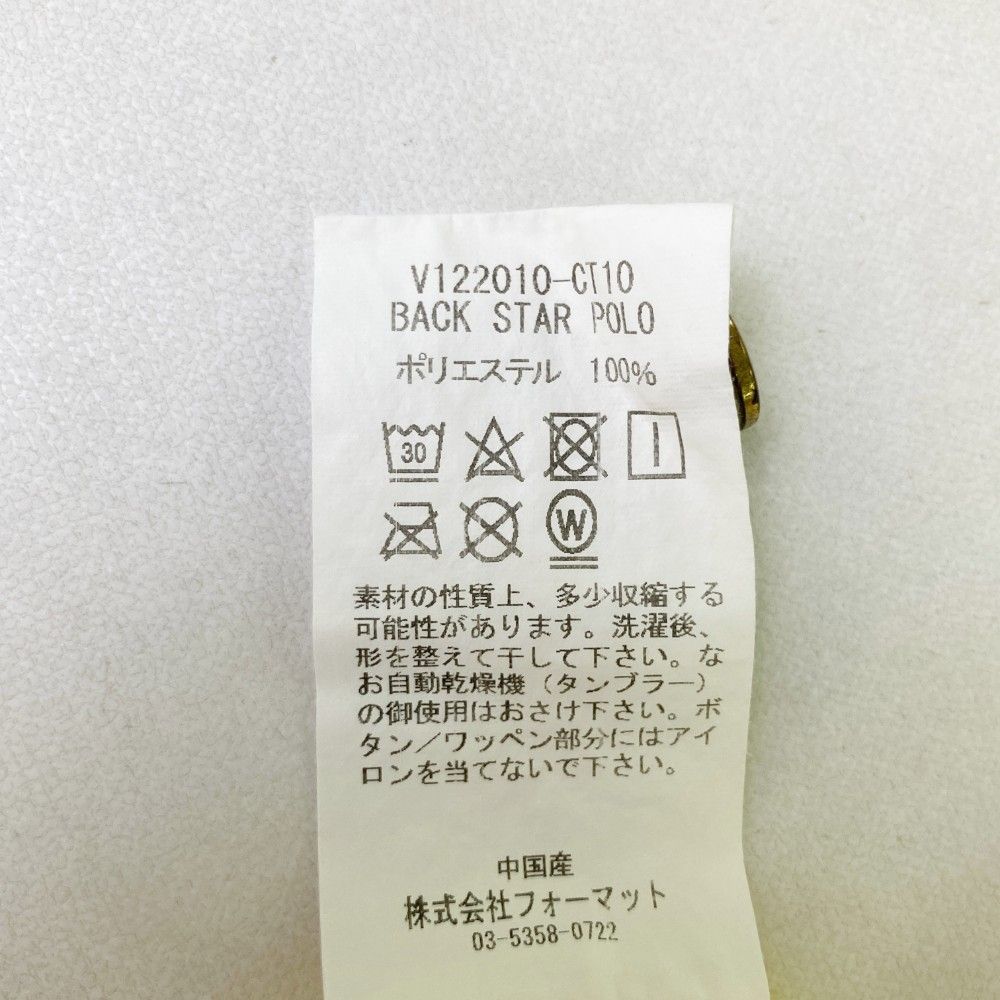 V122010-CT10
BACK STAR POLO
ポリエステル 100%
30
W
素材の性質上、多少収縮する
可能性があります。洗濯後、
形を整えて干して下さい。な
お自動乾燥機（タンブラー）
の御使用はおさけ下さい。ボ
タン／ワッペン部分にはアイ
ロンを当てないで下さい。
中国産
株式会社フォーマット
03-5358-0722